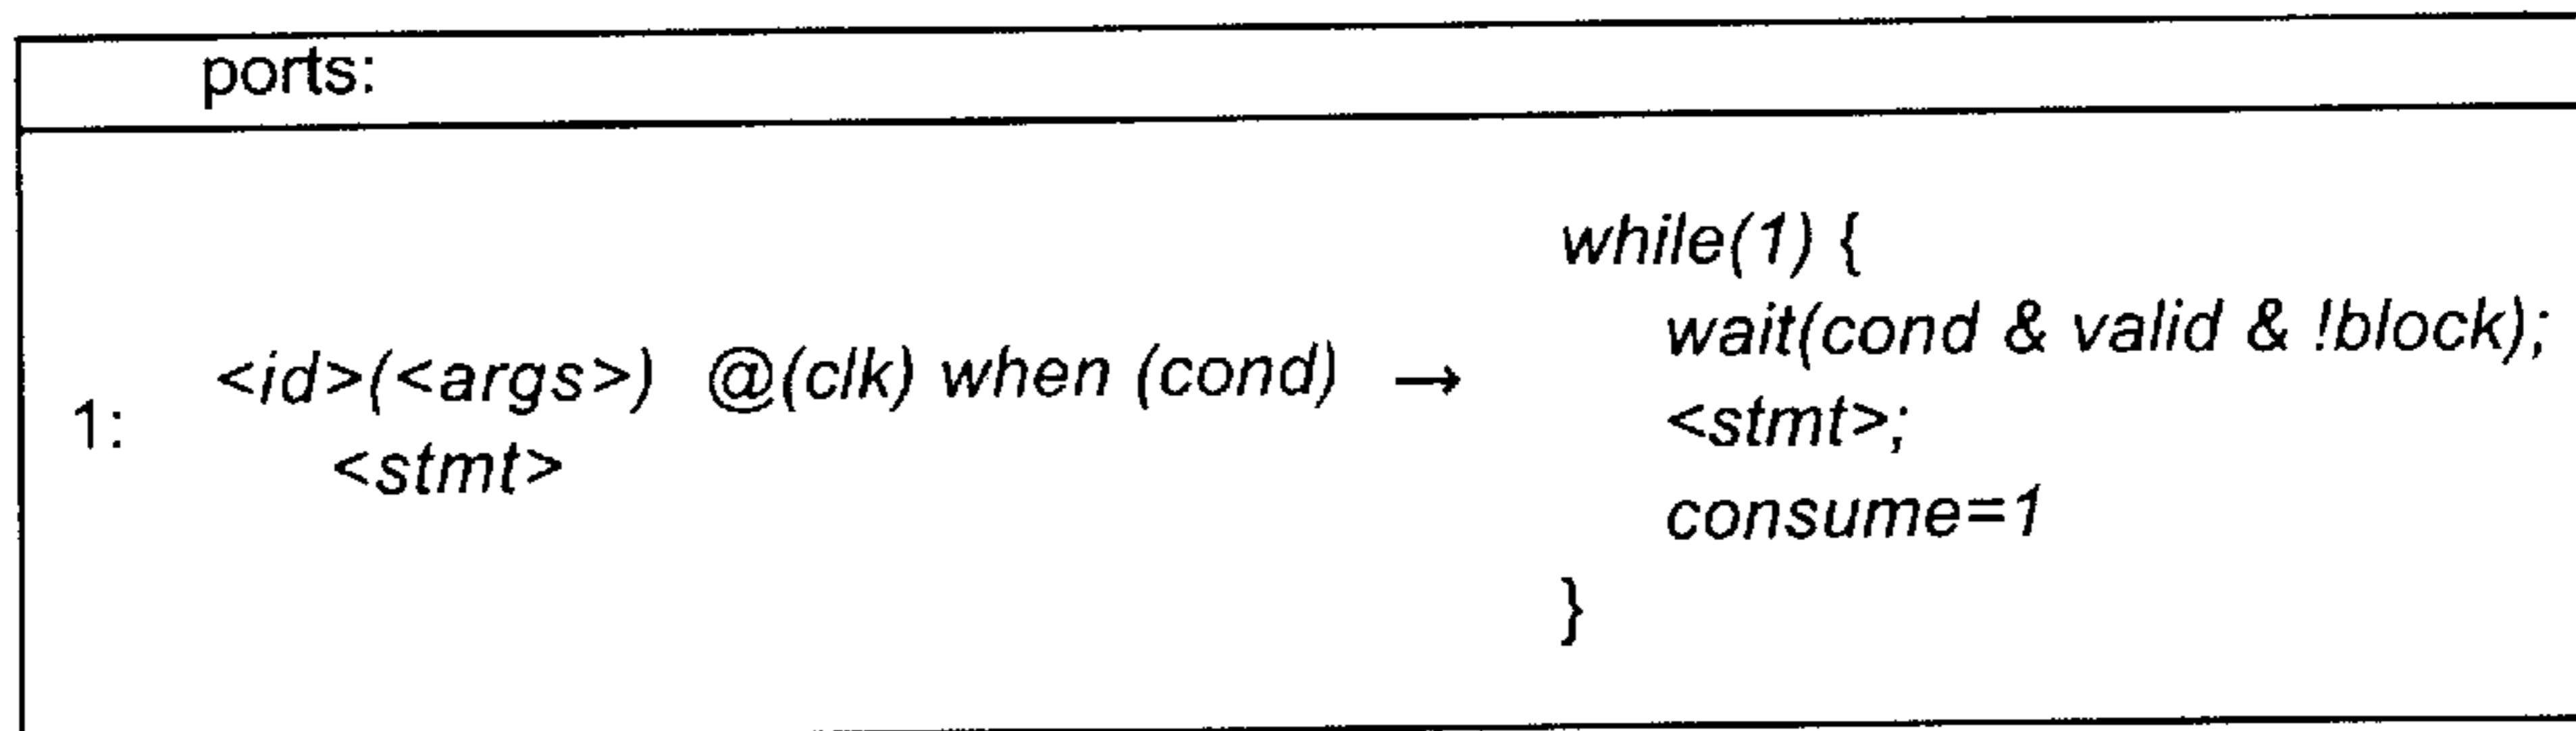 ports:
1: <id>(<args>) @(clk) when (cond) →
<stmt>
while(1) {
wait(cond & valid & !block);
<stmt>;
consume=1
}